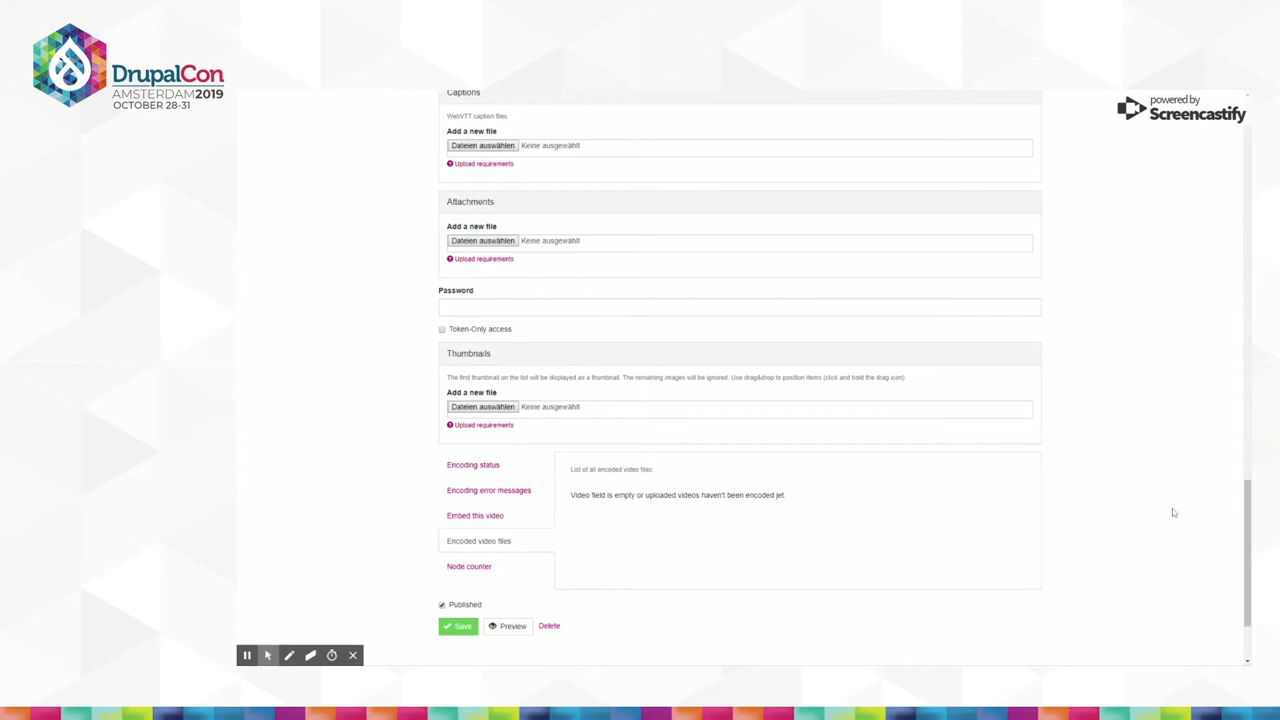 DrupalCon
AMSTERDAM 2019
OCTOBER 28-31
powered by
Screencastify
Captions
WebVTT caption files
Add a new file
Dateien auswählen Keine ausgewählt
Upload requirements
Attachments
Add a new file
Dateien auswählen Keine ausgewählt
Upload requirements
Password
Token-Only access
Thumbnails
The first thumbnail on the list will be displayed as a thumbnail. The remaining images will be ignored. Use drag&drop to position items (click and hold the drag icon)
Add a new file
Dateien auswählen Keine ausgewählt
Upload requirements
Encoding status
Encoding error messages
Embed this video
Encoded video files
Node counter
List of all encoded video files:
Video field is empty or uploaded videos haven't been encoded jet.
Published
Save Preview Delete